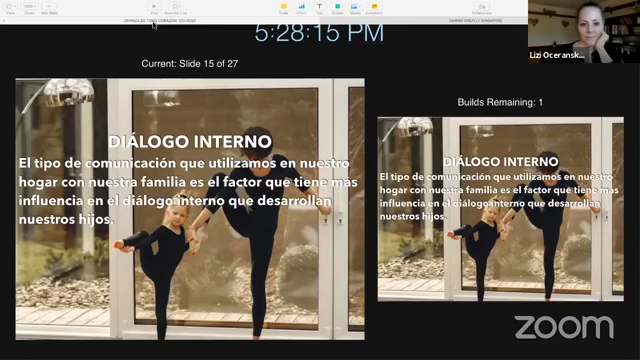 5:28:15 PM
Lizi Oceransk...
Current: Slide 15 of 27
Builds Remaining: 1
DIÁLOGO INTERNO
El tipo de comunicación que utilizamos en nuestro
hogar con nuestra familia es el factor que tiene más
influencia en el diálogo interno que desarrollan
nuestros hijos.
DIÁLOGO INTERNO
El tipo de comunicación que utilizamos en nuestro
hogar con nuestra familia es el factor que tiene más
influencia en el diálogo interno que desarrollan
nuestros hijos.
zoom